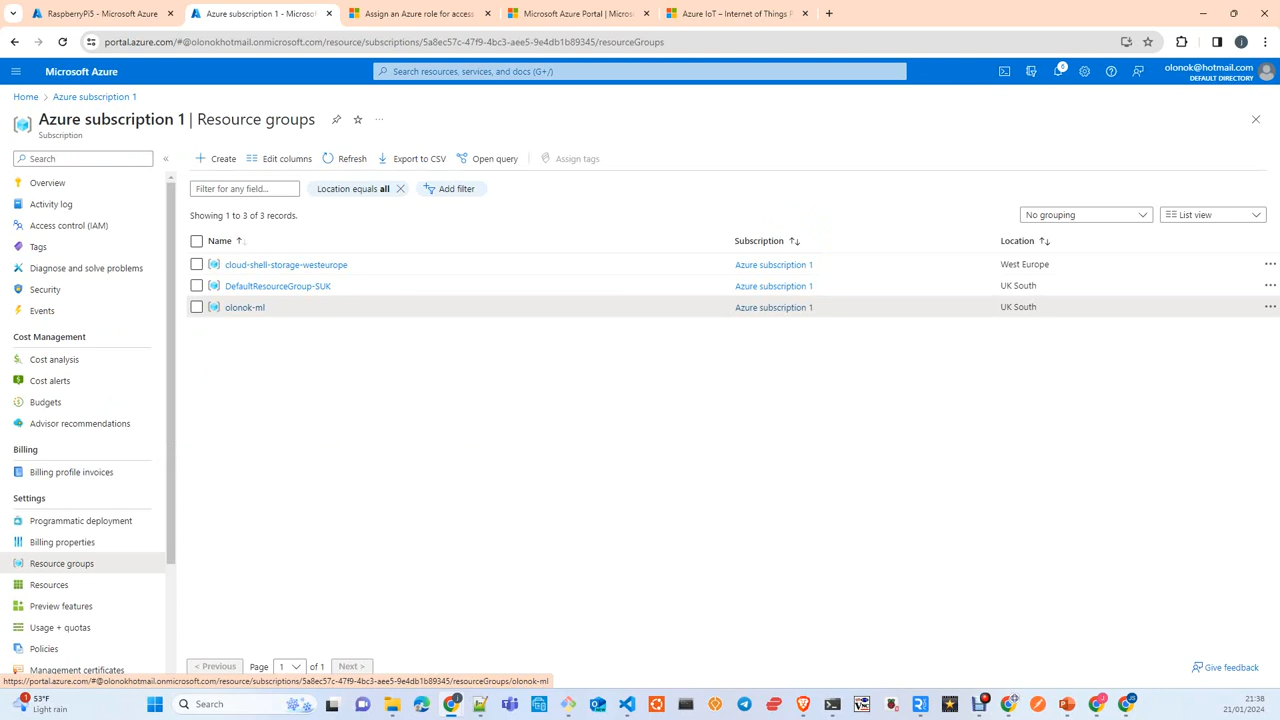 RaspberryPi5 - Microsoft Azure
Azure subscription 1 - Microsof
Assign an Azure role for access
Microsoft Azure Portal | Micros
Azure IoT – Internet of Things P
portal.azure.com/#@olonokhotmail.onmicrosoft.com/resource/subscriptions/5a8ec57c-47f9-4bc3-aee5-9e4db1b89345/resourceGroups
Microsoft Azure
Search resources, services, and docs (G+/)
6
olonok@hotmail.com
DEFAULT DIRECTORY
Home > Azure subscription 1
Azure subscription 1 | Resource groups
Subscription
Search
Create
Edit columns
Refresh
Export to CSV
Open query
Assign tags
Overview
Activity log
Access control (IAM)
Tags
Diagnose and solve problems
Security
Events
Cost Management
Cost analysis
Cost alerts
Budgets
Advisor recommendations
Billing
Billing profile invoices
Settings
Programmatic deployment
Billing properties
Resource groups
Resources
Preview features
Usage + quotas
Policies
Management certificates
Filter for any field...
Location equals all
Add filter
Showing 1 to 3 of 3 records.
No grouping
List view
Name
Subscription
Location
cloud-shell-storage-westeurope
Azure subscription 1
West Europe
DefaultResourceGroup-SUK
Azure subscription 1
UK South
olonok-ml
Azure subscription 1
UK South
< Previous
Page
1
of 1
Next >
Give feedback
https://portal.azure.com/#@olonokhotmail.onmicrosoft.com/resource/subscriptions/5a8ec57c-47f9-4bc3-aee5-9e4db1b89345/resourceGroups/olonok-ml
1
53°F
Light rain
Search
21:38
21/01/2024